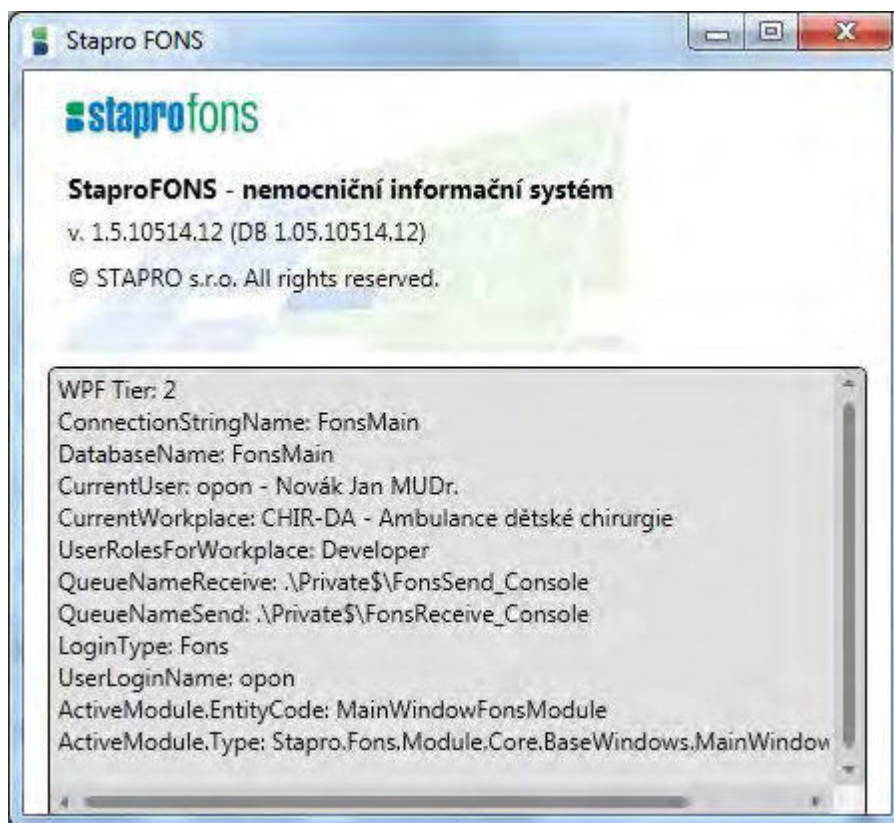 Stapro FONS
staprofons
StaproFONS - nemocniční informační systém
v. 1.5.10514.12 (DB 1.05.10514.12)
© STAPRO s.r.o. All rights reserved.
WPF Tier: 2
ConnectionStringName: FonsMain
DatabaseName: FonsMain
CurrentUser: opon - Novák Jan MUDr.
CurrentWorkplace: CHIR-DA - Ambulance dětské chirurgie
UserRolesForWorkplace: Developer
QueueNameReceive: .\Private$\FonsSend_Console
QueueNameSend: .\Private$\FonsReceive_Console
LoginType: Fons
UserLoginName: opon
ActiveModule.EntityCode: MainWindowFonsModule
ActiveModule.Type: Stapro.Fons.Module.Core.BaseWindows.MainWindow